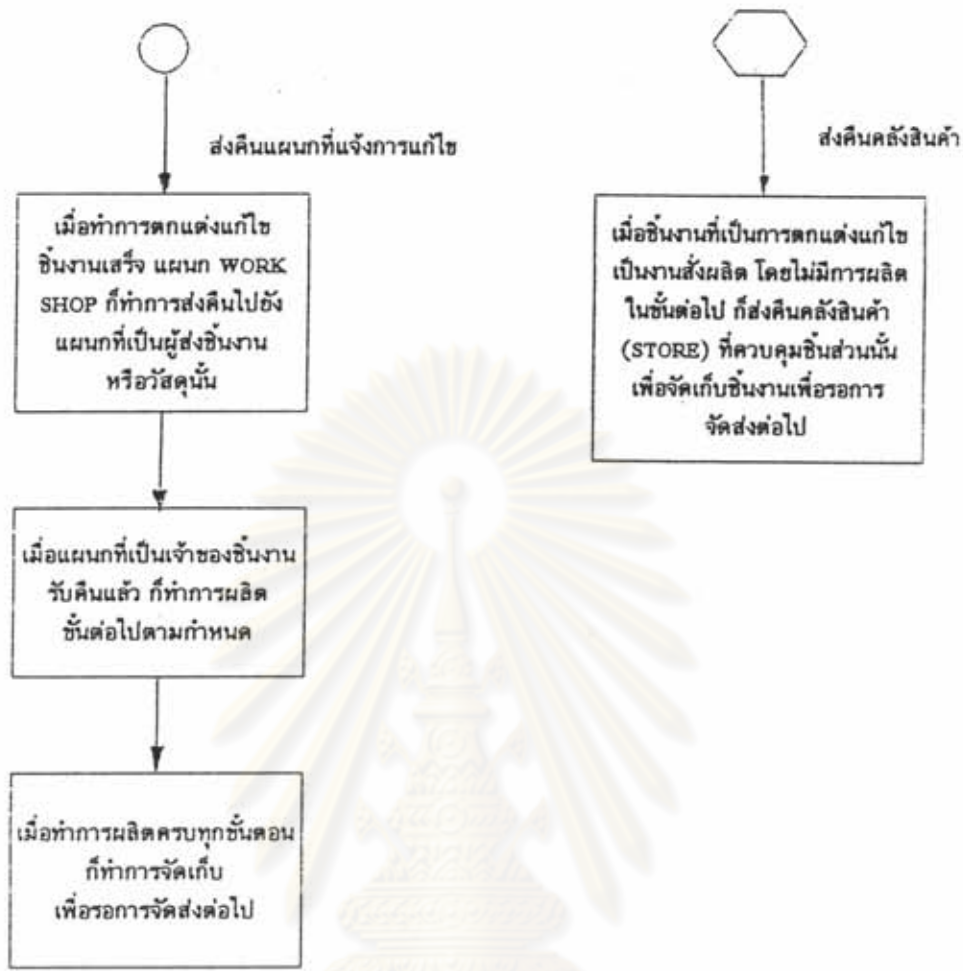 ส่งคืนแผนกที่แจ้งการแก้ไข
เมื่อทำการตกแต่งแก้ไข
ชิ้นงานเสร็จ แผนก WORK
SHOP ก็ทำการส่งคืนไปยัง
แผนกที่เป็นผู้ส่งชิ้นงาน
หรือวัสดุนั้น
เมื่อแผนกที่เป็นเจ้าของชิ้นงาน
รับคืนแล้ว ก็ทำการผลิต
ขั้นต่อไปตามกำหนด
เมื่อทำการผลิตครบทุกขั้นตอน
ก็ทำการจัดเก็บ
เพื่อรอการจัดส่งต่อไป
ส่งคืนคลังสินค้า
เมื่อชิ้นงานที่เป็นการตกแต่งแก้ไข
เป็นงานสั่งผลิต โดยไม่มีการผลิต
ในขั้นต่อไป ก็ส่งคืนคลังสินค้า
(STORE) ที่ควบคุมชิ้นส่วนนั้น
เพื่อจัดเก็บชิ้นงานเพื่อรอการ
จัดส่งต่อไป